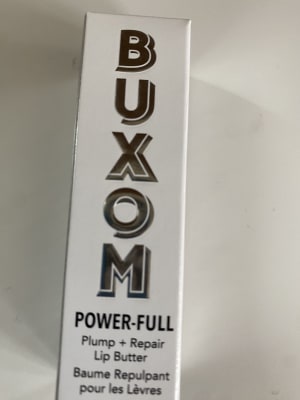 BUXOM
POWER-FULL
Plump + Repair
Lip Butter
Baume Repulpant
pour les Lèvres